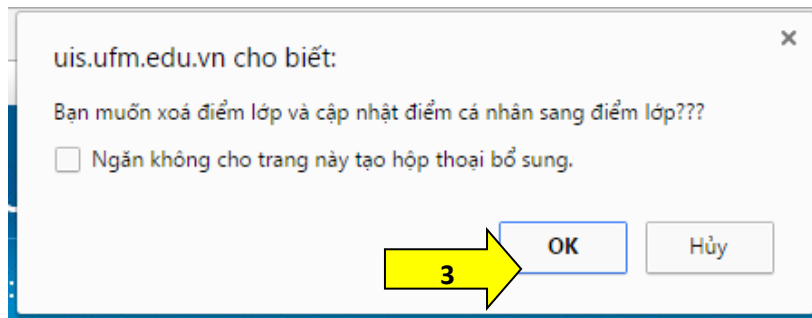 uis.ufm.edu.vn cho biết:
Bạn muốn xoá điểm lớp và cập nhật điểm cá nhân sang điểm lớp???
Ngăn không cho trang này tạo hộp thoại bổ sung.
OK Hủy
3